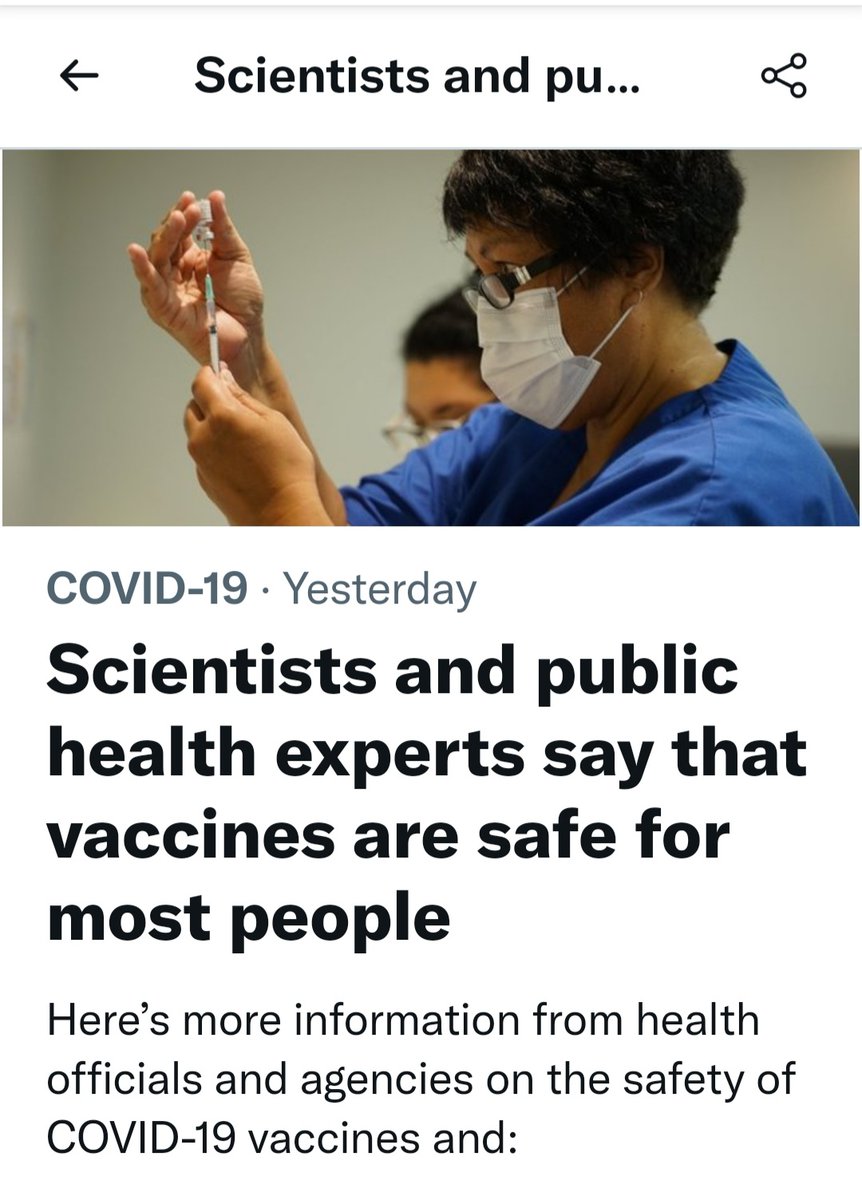 Scientists and pu...
COVID-19 · Yesterday
Scientists and public
health experts say that
vaccines are safe for
most people
Here’s more information from health
officials and agencies on the safety of
COVID-19 vaccines and: